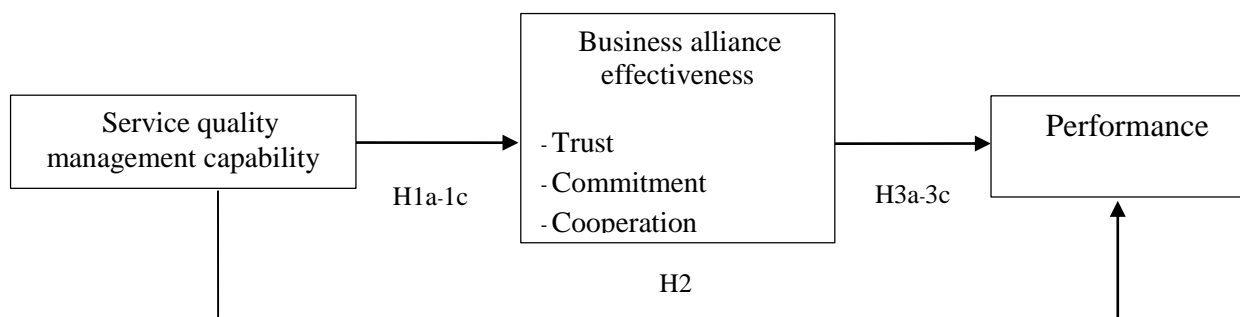 Business alliance
effectiveness
Service quality
management capability
- Trust
- Commitment
- Cooperation
Performance
H1a-1c
H3a-3c
H2